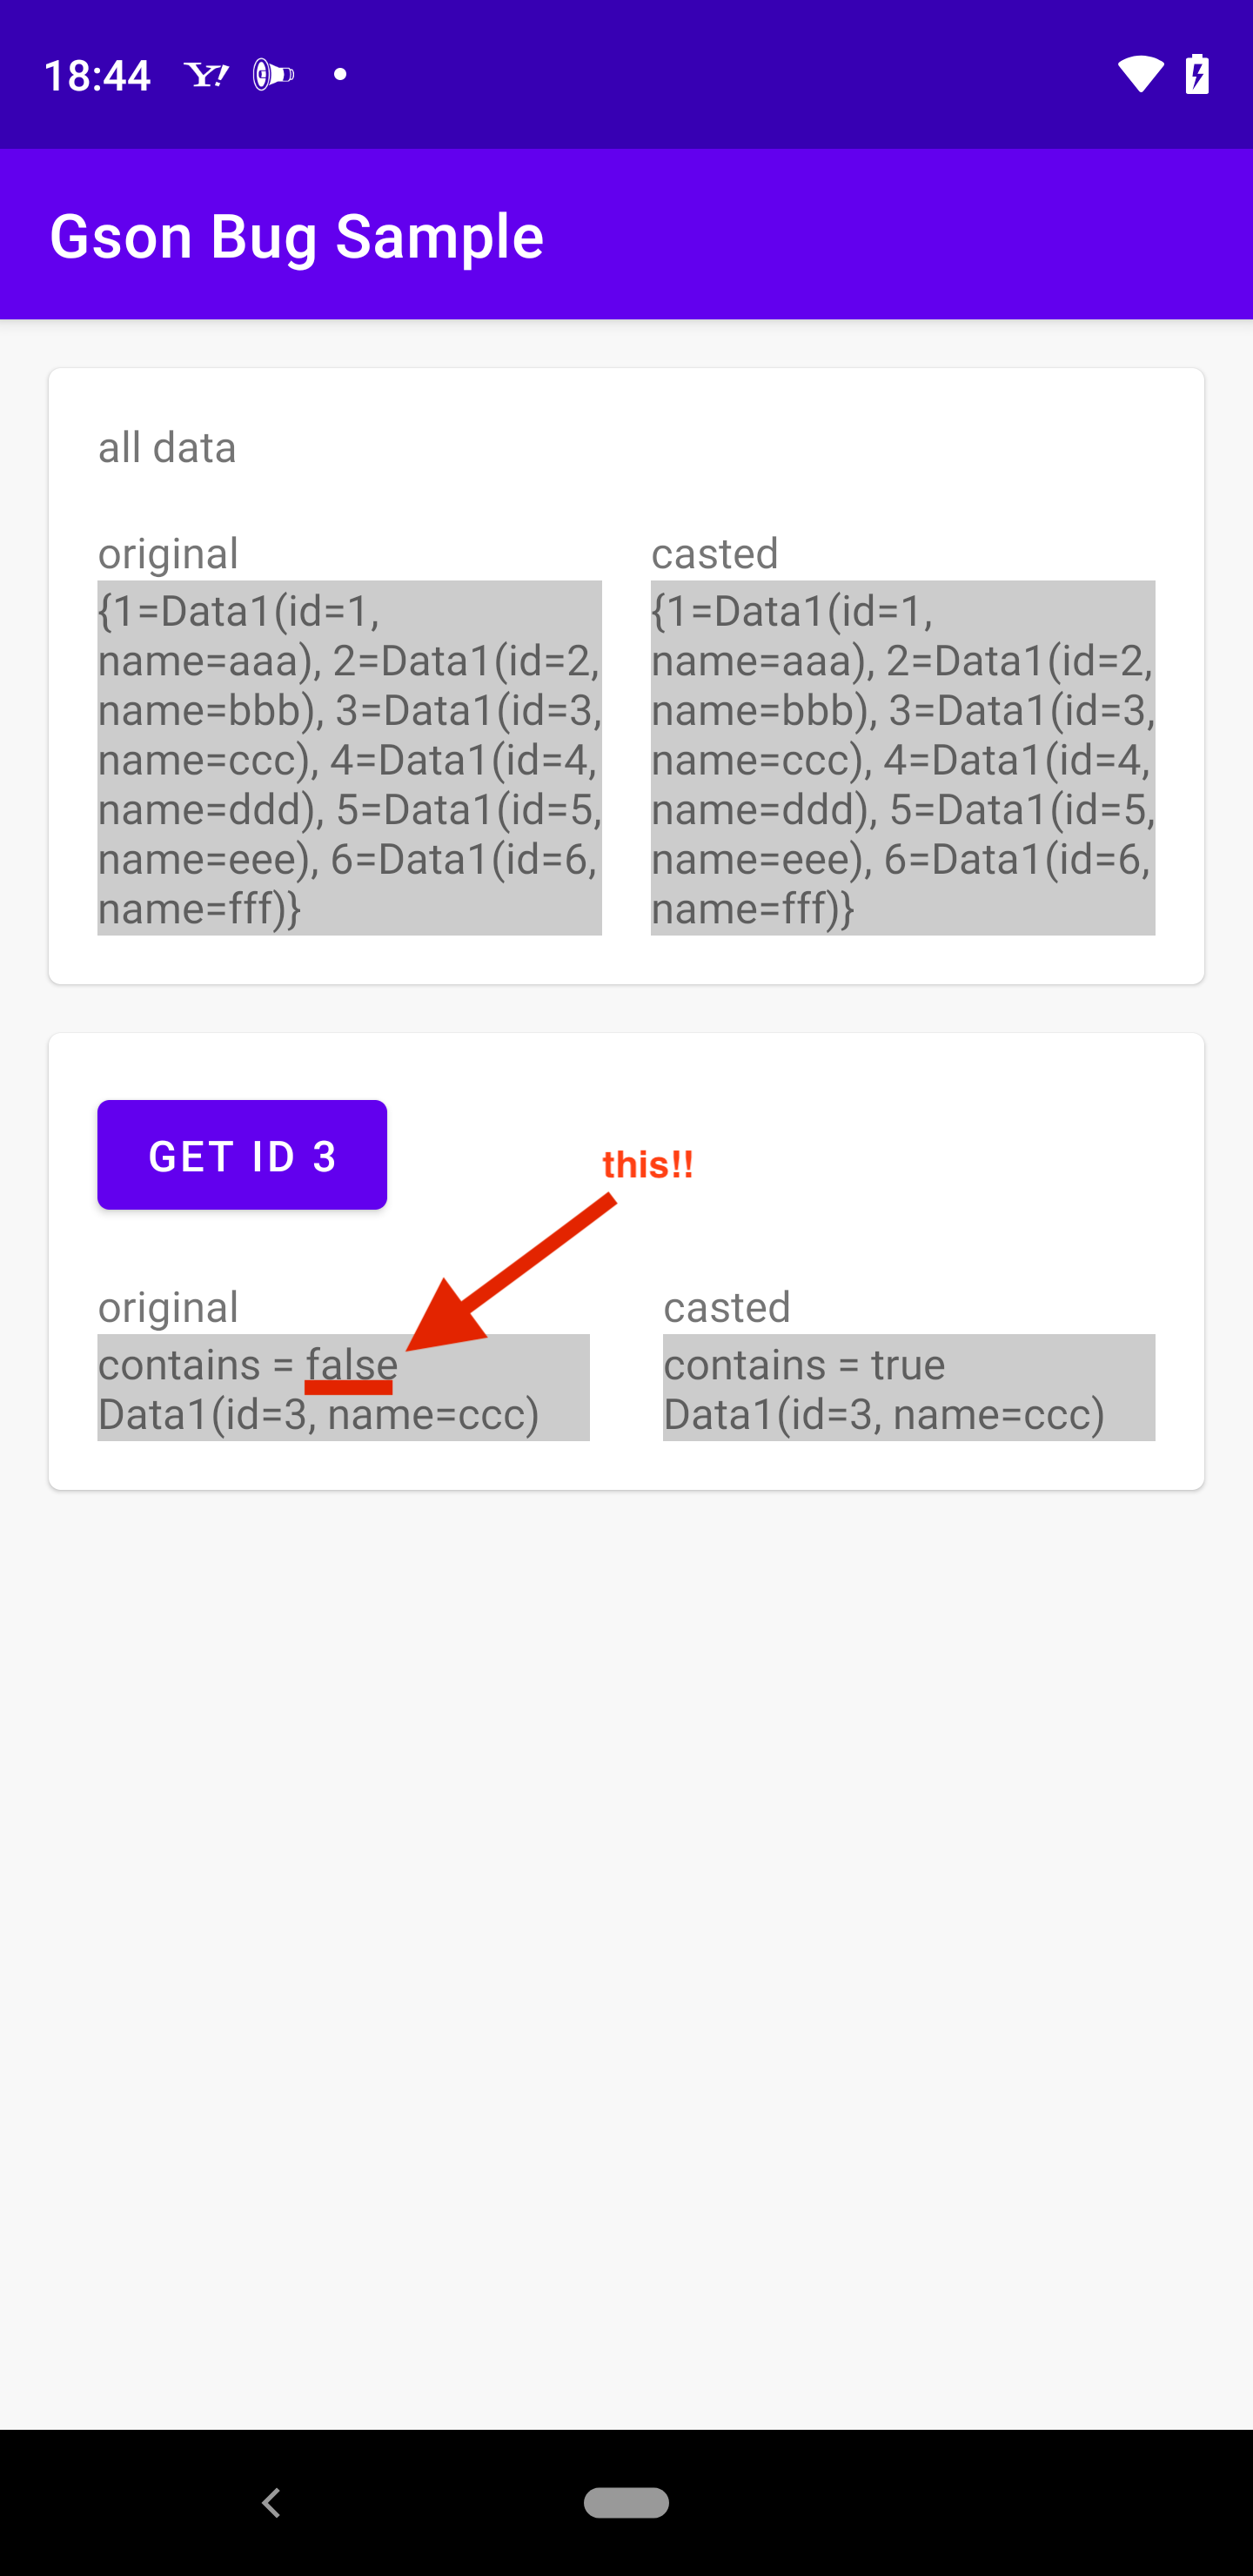 18:44 Y!
Gson Bug Sample
all data
original
{1=Data1(id=1,
name=aaa), 2=Data1(id=2,
name=bbb), 3=Data1(id=3,
name=ccc), 4=Data1(id=4,
name=ddd), 5=Data1(id=5,
name=eee), 6=Data1(id=6,
name=fff)}
casted
{1=Data1(id=1,
name=aaa), 2=Data1(id=2,
name=bbb), 3=Data1(id=3,
name=ccc), 4=Data1(id=4,
name=ddd), 5=Data1(id=5,
name=eee), 6=Data1(id=6,
name=fff)}
GET ID 3
this!!
original
contains = false
Data1(id=3, name=ccc)
casted
contains = true
Data1(id=3, name=ccc)